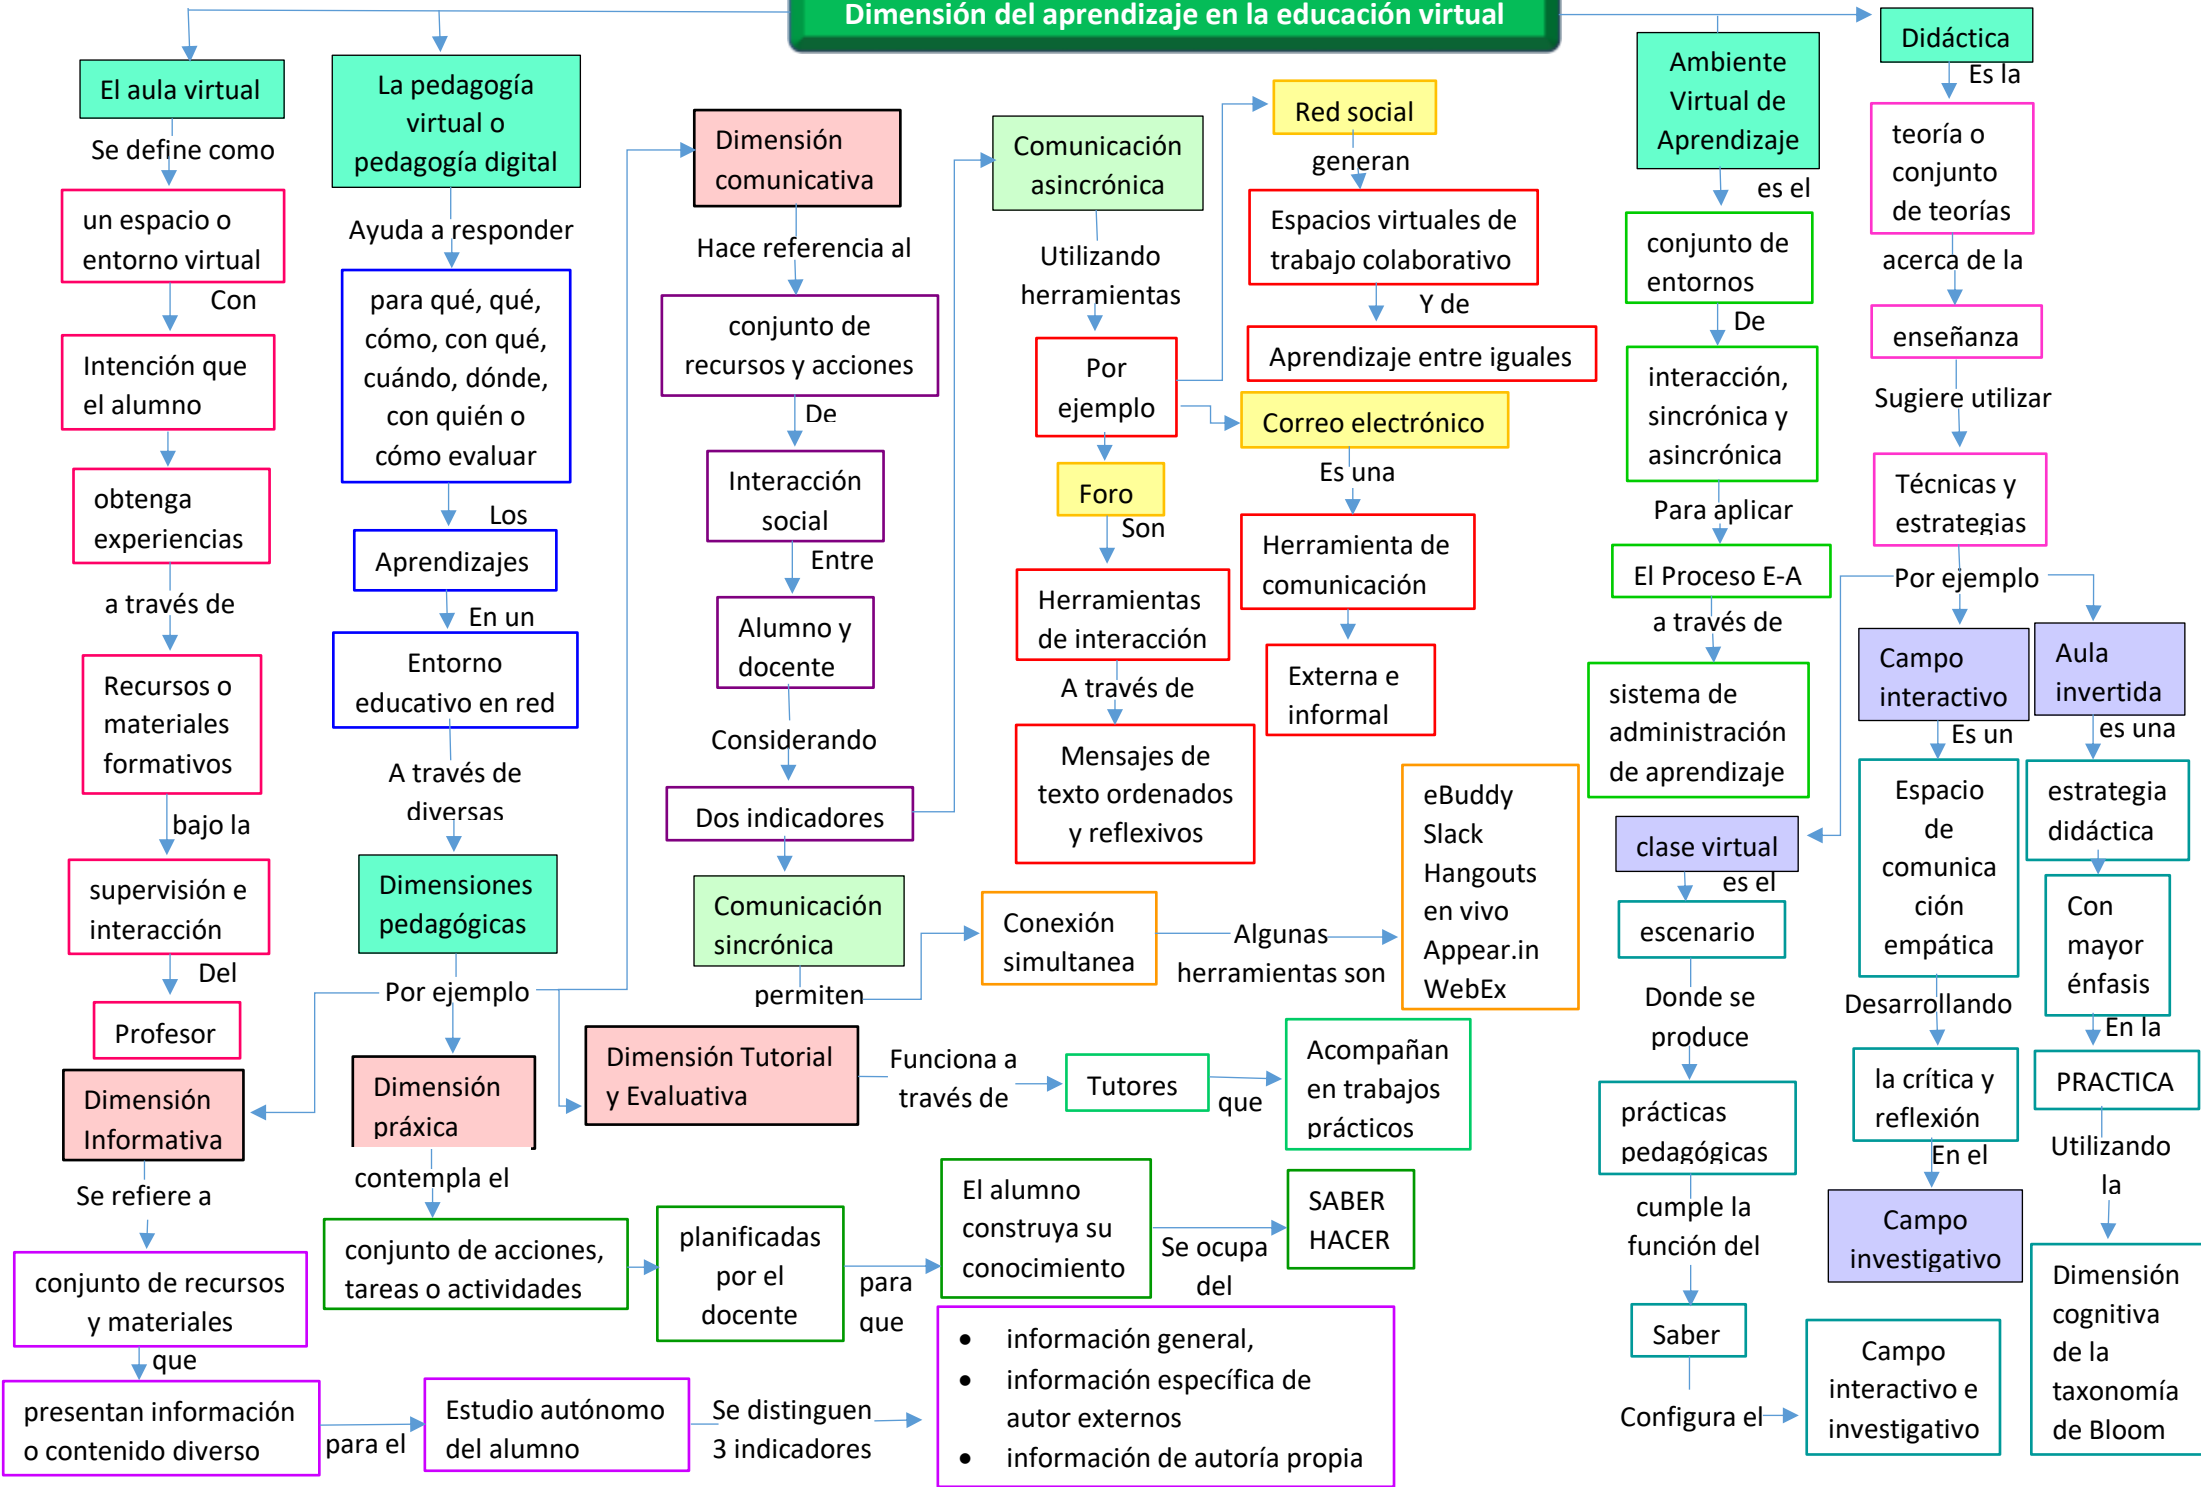 Dimensión del aprendizaje en la educación virtual
El aula virtual
Se define como
un espacio o
entorno virtual
Con
Intención que
el alumno
obtenga
experiencias
a través de
Recursos o
materiales
formativos
bajo la
supervisión e
interacción
Del
Profesor
La pedagogía
virtual o
pedagogía digital
Ayuda a responder
para qué, qué,
cómo, con qué,
cuándo, dónde,
con quién o
cómo evaluar
Los
Aprendizajes
En un
Entorno
educativo en red
A través de
diversas
Dimensiones
pedagógicas
Por ejemplo
Dimensión
Informativa
Se refiere a
conjunto de recursos
y materiales
que
presentan información
o contenido diverso
para el
Estudio autónomo
del alumno
Se distinguen
3 indicadores
• información general,
• información específica de
autor externos
• información de autoría propia
Dimensión
práxica
contempla el
conjunto de acciones,
tareas o actividades
planificadas
por el
docente
para
que
El alumno
construya su
conocimiento
Se ocupa
del
SABER
HACER
Dimensión Tutorial
y Evaluativa
Funciona a
través de
Tutores
que
Acompañan
en trabajos
prácticos
Dimensión
comunicativa
Hace referencia al
conjunto de
recursos y acciones
De
Interacción
social
Entre
Alumno y
docente
Considerando
Dos indicadores
Comunicación
sincrónica
permiten
Conexión
simultanea
Algunas
herramientas son
eBuddy
Slack
Hangouts
en vivo
Appear.in
WebEx
Comunicación
asincrónica
Utilizando
herramientas
Por
ejemplo
Foro
Son
Herramientas
de interacción
A través de
Mensajes de
texto ordenados
y reflexivos
Red social
generan
Espacios virtuales de
trabajo colaborativo
Y de
Aprendizaje entre iguales
Correo electrónico
Es una
Herramienta de
comunicación
Externa e
informal
Ambiente
Virtual de
Aprendizaje
es el
conjunto de
entornos
De
interacción,
sincrónica y
asincrónica
Para aplicar
El Proceso E-A
a través de
sistema de
administración
de aprendizaje
Didáctica
Es la
teoría o
conjunto
de teorías
acerca de la
enseñanza
Sugiere utilizar
Técnicas y
estrategias
Por ejemplo
clase virtual
es el
escenario
Donde se
produce
prácticas
pedagógicas
cumple la
función del
Saber
Configura el
Campo
interactivo e
investigativo
Campo
interactivo
Es un
Espacio
de
comunica
ción
empática
Desarrollando
la crítica y
reflexión
En el
Campo
investigativo
Aula
invertida
es una
estrategia
didáctica
Con
mayor
énfasis
En la
PRACTICA
Utilizando
la
Dimensión
cognitiva
de la
taxonomía
de Bloom